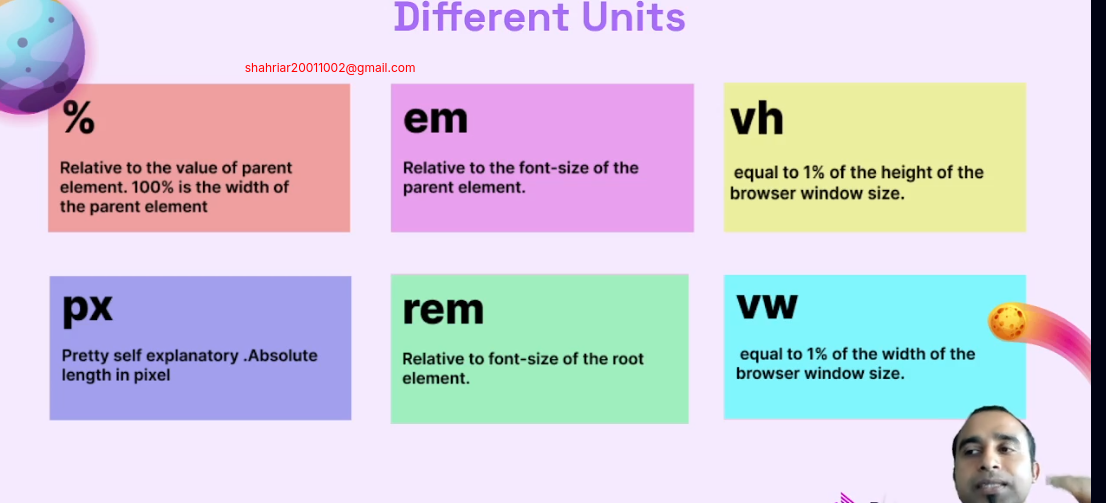 Different Units
shahriar20011002@gmail.com
%
Relative to the value of parent
element. 100% is the width of
the parent element
em
Relative to the font-size of the
parent element.
vh
equal to 1% of the height of the
browser window size.
px
Pretty self explanatory .Absolute
length in pixel
rem
Relative to font-size of the root
element.
vw
equal to 1% of the width of the
browser window size.